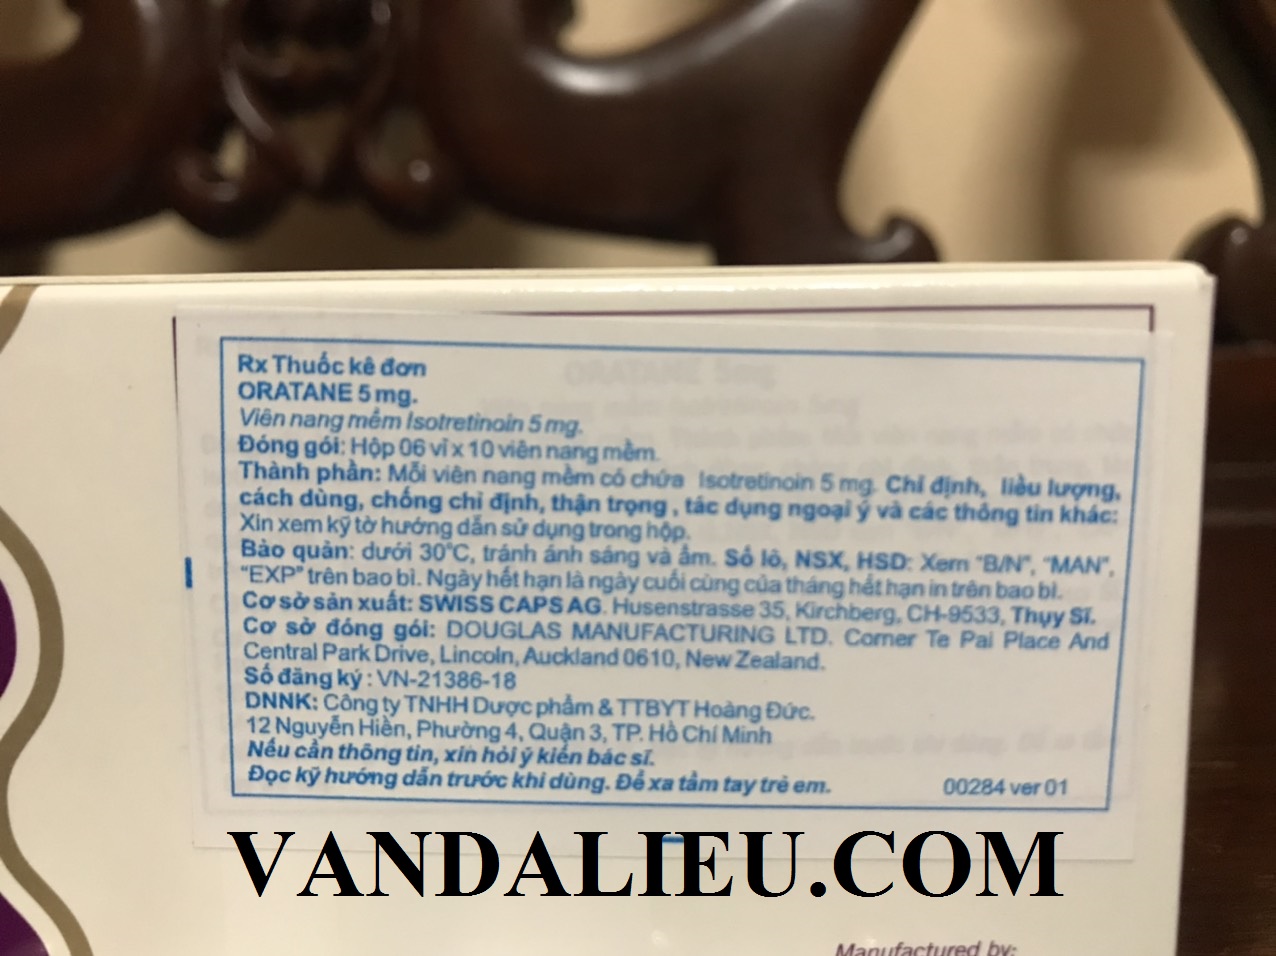 Rx Thuốc kê đơn
ORATANE 5 mg.
Viên nang mềm Isotretinoin 5 mg.
Đóng gói: Hộp 06 vỉ x 10 viên nang mềm.
Thành phần: Mỗi viên nang mềm có chứa Isotretinoin 5 mg. Chỉ định, liều lượng,
cách dùng, chống chỉ định, thận trọng , tác dụng ngoại ý và các thông tin khác:
Xin xem kỹ tờ hướng dẫn sử dụng trong hộp.
Bảo quản: dưới 30°C, tránh ánh sáng và ẩm. Số lô, NSX, HSD: Xem "B/N", "MAN",
"EXP" trên bao bì. Ngày hết hạn là ngày cuối cùng của tháng hết hạn in trên bao bì.
Cơ sở sản xuất: SWISS CAPS AG. Husenstrasse 35, Kirchberg, CH-9533, Thụy Sĩ.
Cơ sở đóng gói: DOUGLAS MANUFACTURING LTD. Corner Te Pai Place And
Central Park Drive, Lincoln, Auckland 0610, New Zealand.
Số đăng ký : VN-21386-18
DNNK: Công ty TNHH Dược phẩm & TTBYT Hoàng Đức.
12 Nguyễn Hiền, Phường 4, Quận 3, TP. Hồ Chí Minh
Nếu cần thông tin, xin hỏi ý kiến bác sĩ.
Đọc kỹ hướng dẫn trước khi dùng. Để xa tầm tay trẻ em. 00284 ver 01
VANDALIEU.COM
Manufactured by: